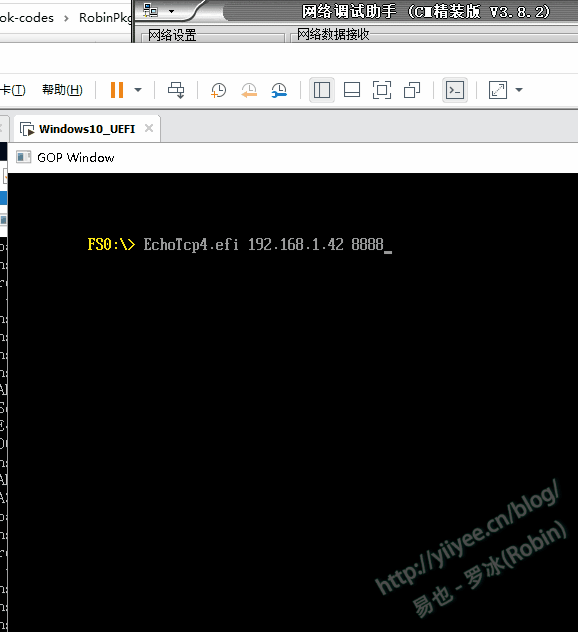 ok-codes > RobinPkg
网络调试助手 (CM精装版 V3.8.2)
网络设置
网络数据接收
卡(T) 帮助(H)
Windows10_UEFI
GOP Window
FS0:\> EchoTcp4.efi 192.168.1.42 8888_
http://yiiyee.cn/blog/
易也 - 罗冰(Robin)